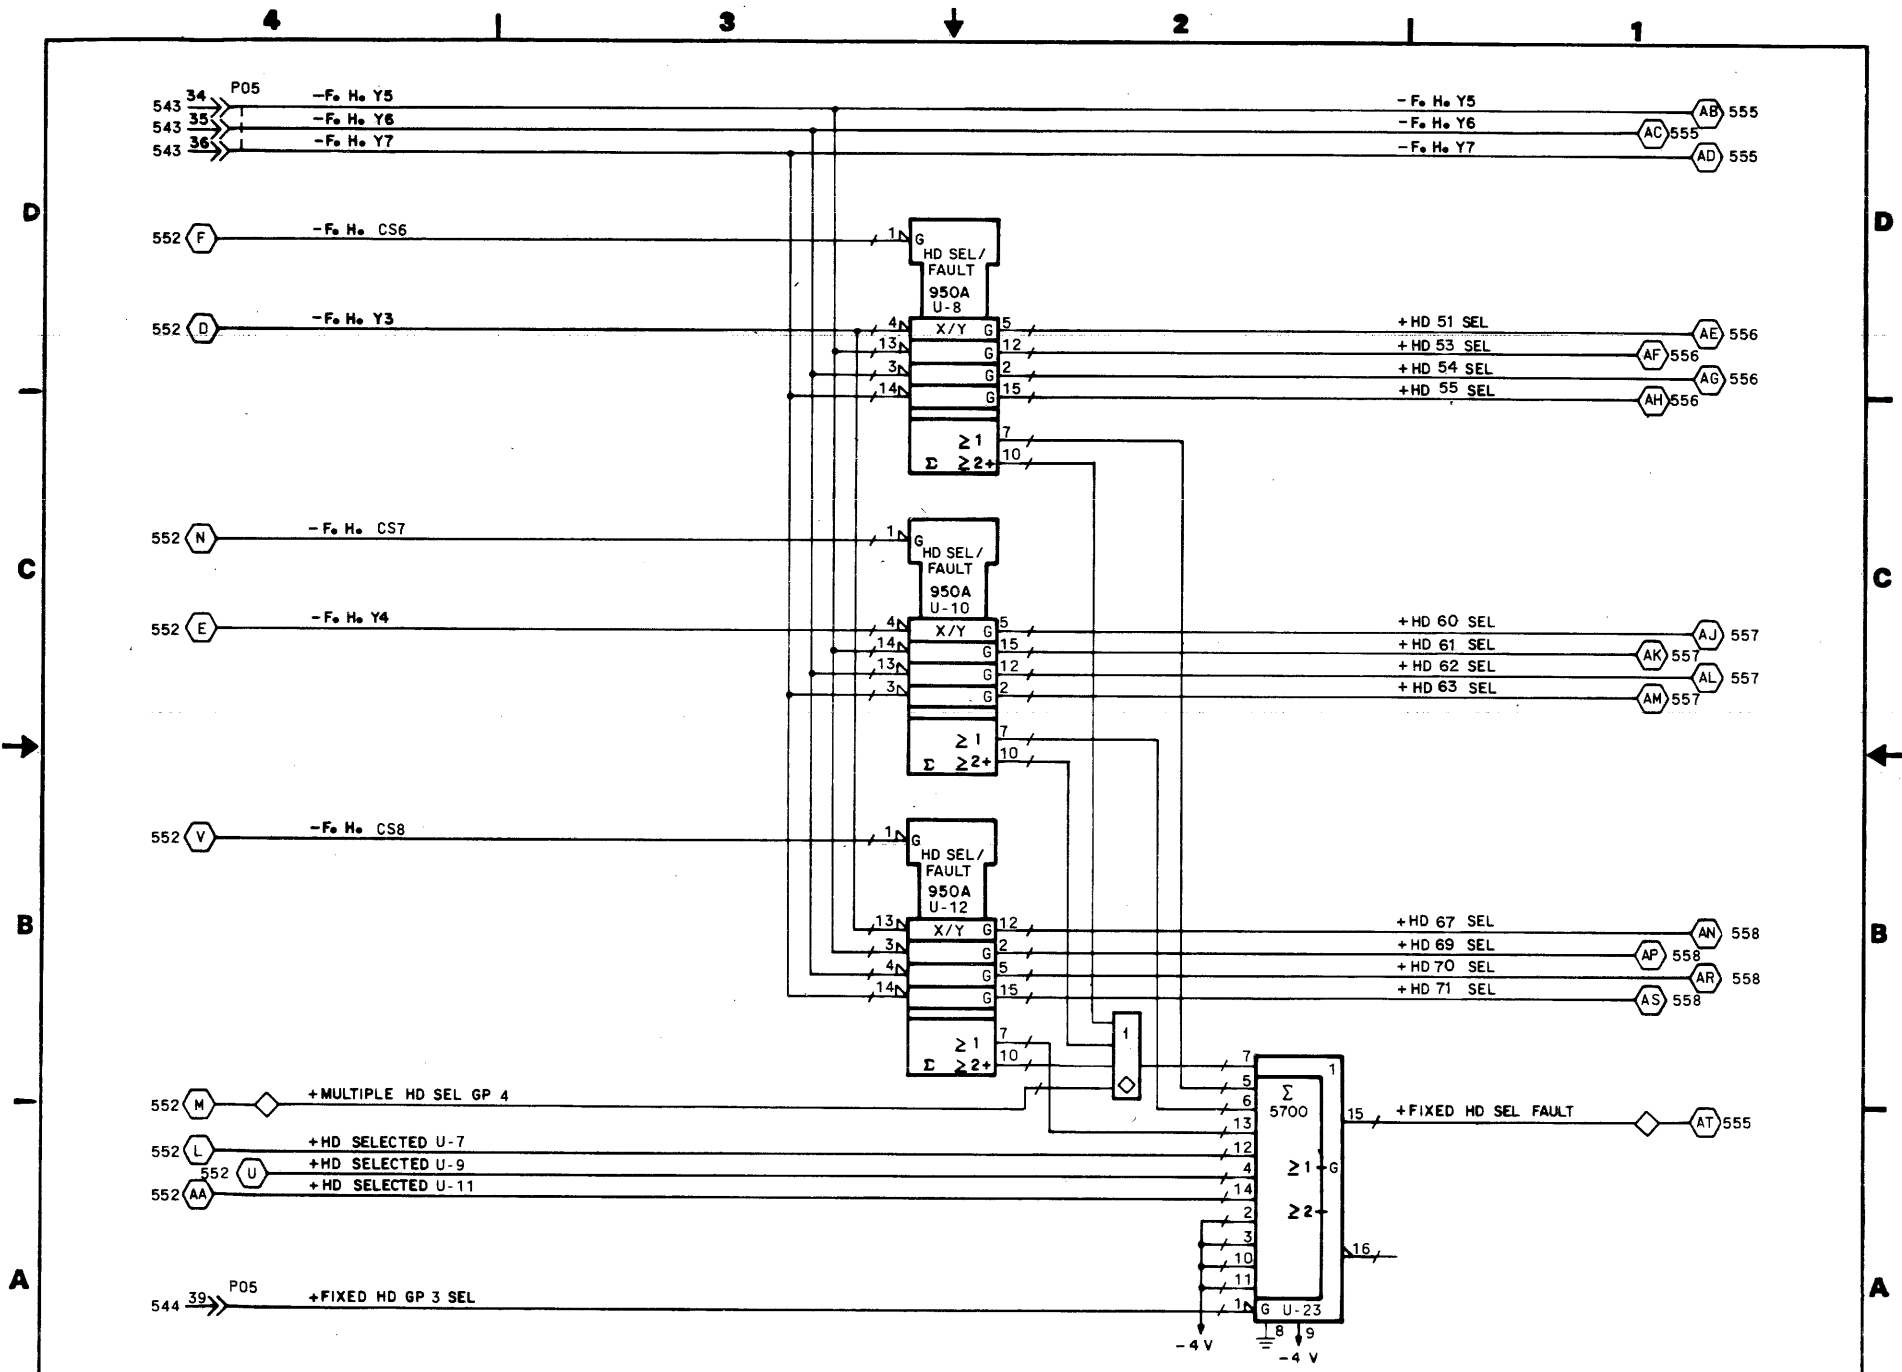 4 3 2 1
P05
543 34 -F. H. Y5 -F. H. Y5 AB 555
543 35 -F. H. Y6 -F. H. Y6 AC 555
543 36 -F. H. Y7 -F. H. Y7 AD 555
D D
552 F -F. H. CS6 1 G
HD SEL/
FAULT
950A
U-8
552 D -F. H. Y3 4 X/Y G 5 +HD 51 SEL AE 556
13 G 12 +HD 53 SEL AF 556
3 G 2 +HD 54 SEL AG 556
14 G 15 +HD 55 SEL AH 556
≥1 7
Σ ≥2+ 10
552 N -F. H. CS7 1 G
HD SEL/
FAULT
C C
950A
U-10
552 E -F. H. Y4 4 X/Y G 5 +HD 60 SEL AJ 557
14 G 15 +HD 61 SEL AK 557
13 G 12 +HD 62 SEL AL 557
3 G 2 +HD 63 SEL AM 557
≥1 7
Σ ≥2+ 10
552 V -F. H. CS8 1 G
HD SEL/
FAULT
950A
U-12
B B
13 X/Y G 12 +HD 67 SEL AN 558
3 G 2 +HD 69 SEL AP 558
4 G 5 +HD 70 SEL AR 558
14 G 15 +HD 71 SEL AS 558
≥1 7 1
Σ ≥2+ 10 7 1
552 M +MULTIPLE HD SEL GP 4 5 Σ
6 5700
13 15 +FIXED HD SEL FAULT AT 555
552 L +HD SELECTED U-7 12
552 U +HD SELECTED U-9 4 ≥1 G
552 AA +HD SELECTED U-11 14
2 ≥2
3 16
10
A A
11
P05
544 39 +FIXED HD GP 3 SEL 1 G U-23
8 9
-4 V -4 V